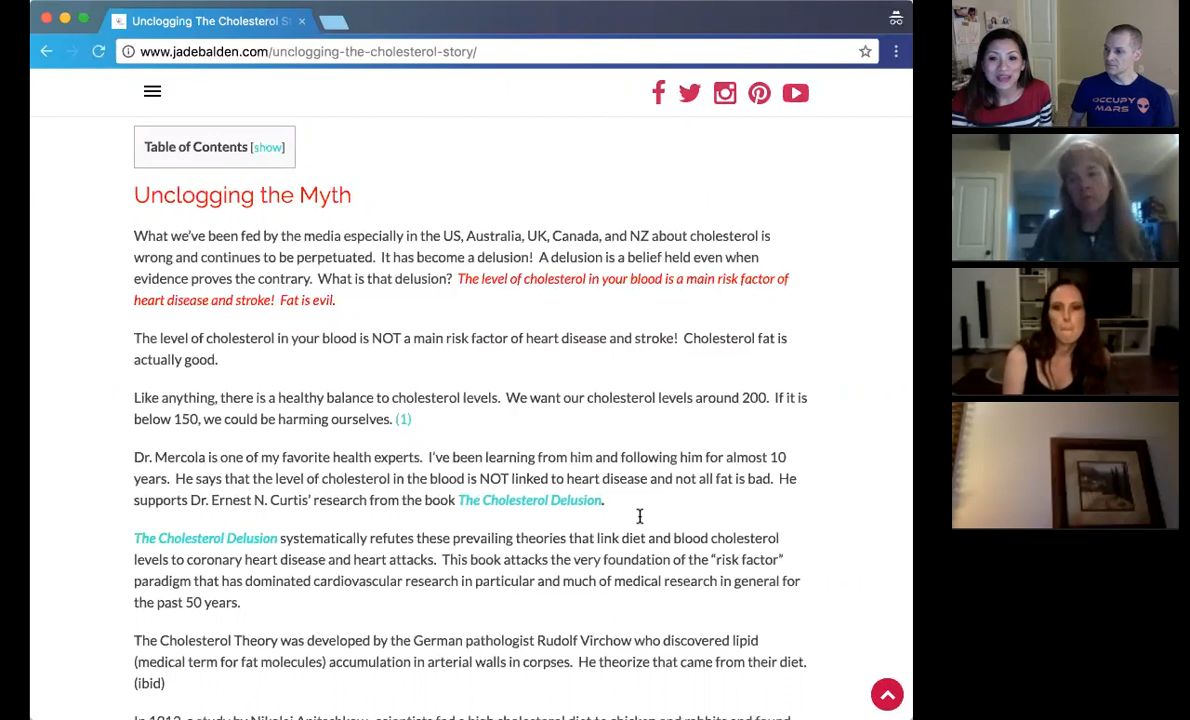 Unclogging The Cholesterol S
www.jadebalden.com/unclogging-the-cholesterol-story/
Table of Contents [show]
Unclogging the Myth
What we've been fed by the media especially in the US, Australia, UK, Canada, and NZ about cholesterol is
wrong and continues to be perpetuated.  It has become a delusion!  A delusion is a belief held even when
evidence proves the contrary.  What is that delusion?  The level of cholesterol in your blood is a main risk factor of
heart disease and stroke!  Fat is evil.
The level of cholesterol in your blood is NOT a main risk factor of heart disease and stroke!  Cholesterol fat is
actually good.
Like anything, there is a healthy balance to cholesterol levels.  We want our cholesterol levels around 200.  If it is
below 150, we could be harming ourselves. (1)
Dr. Mercola is one of my favorite health experts.  I've been learning from him and following him for almost 10
years.  He says that the level of cholesterol in the blood is NOT linked to heart disease and not all fat is bad.  He
supports Dr. Ernest N. Curtis' research from the book The Cholesterol Delusion.
The Cholesterol Delusion systematically refutes these prevailing theories that link diet and blood cholesterol
levels to coronary heart disease and heart attacks.  This book attacks the very foundation of the "risk factor"
paradigm that has dominated cardiovascular research in particular and much of medical research in general for
the past 50 years.
The Cholesterol Theory was developed by the German pathologist Rudolf Virchow who discovered lipid
(medical term for fat molecules) accumulation in arterial walls in corpses.  He theorize that came from their diet.
(ibid)
OCCUPY
MARS